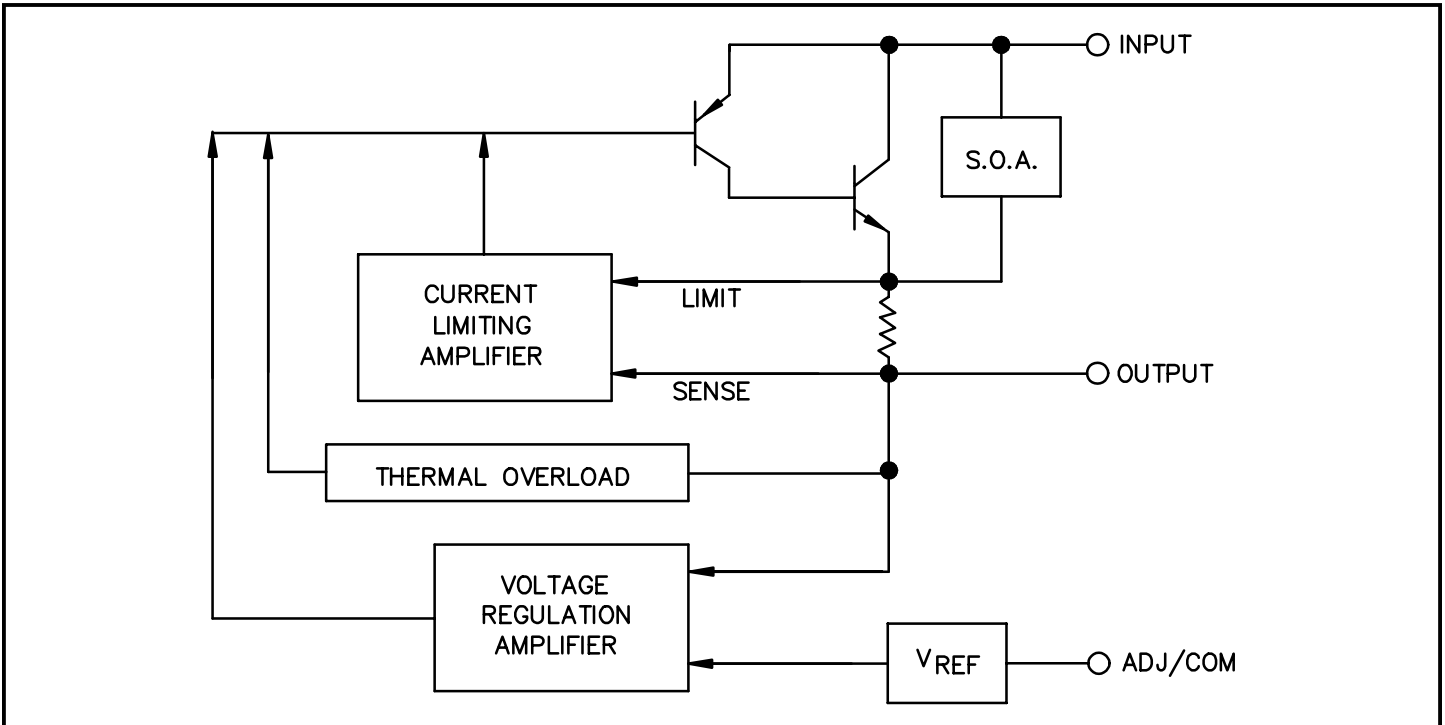 INPUT
S.O.A.
CURRENT
LIMITING
AMPLIFIER
LIMIT
SENSE
OUTPUT
THERMAL OVERLOAD
VOLTAGE
REGULATION
AMPLIFIER
VREF
ADJ/COM